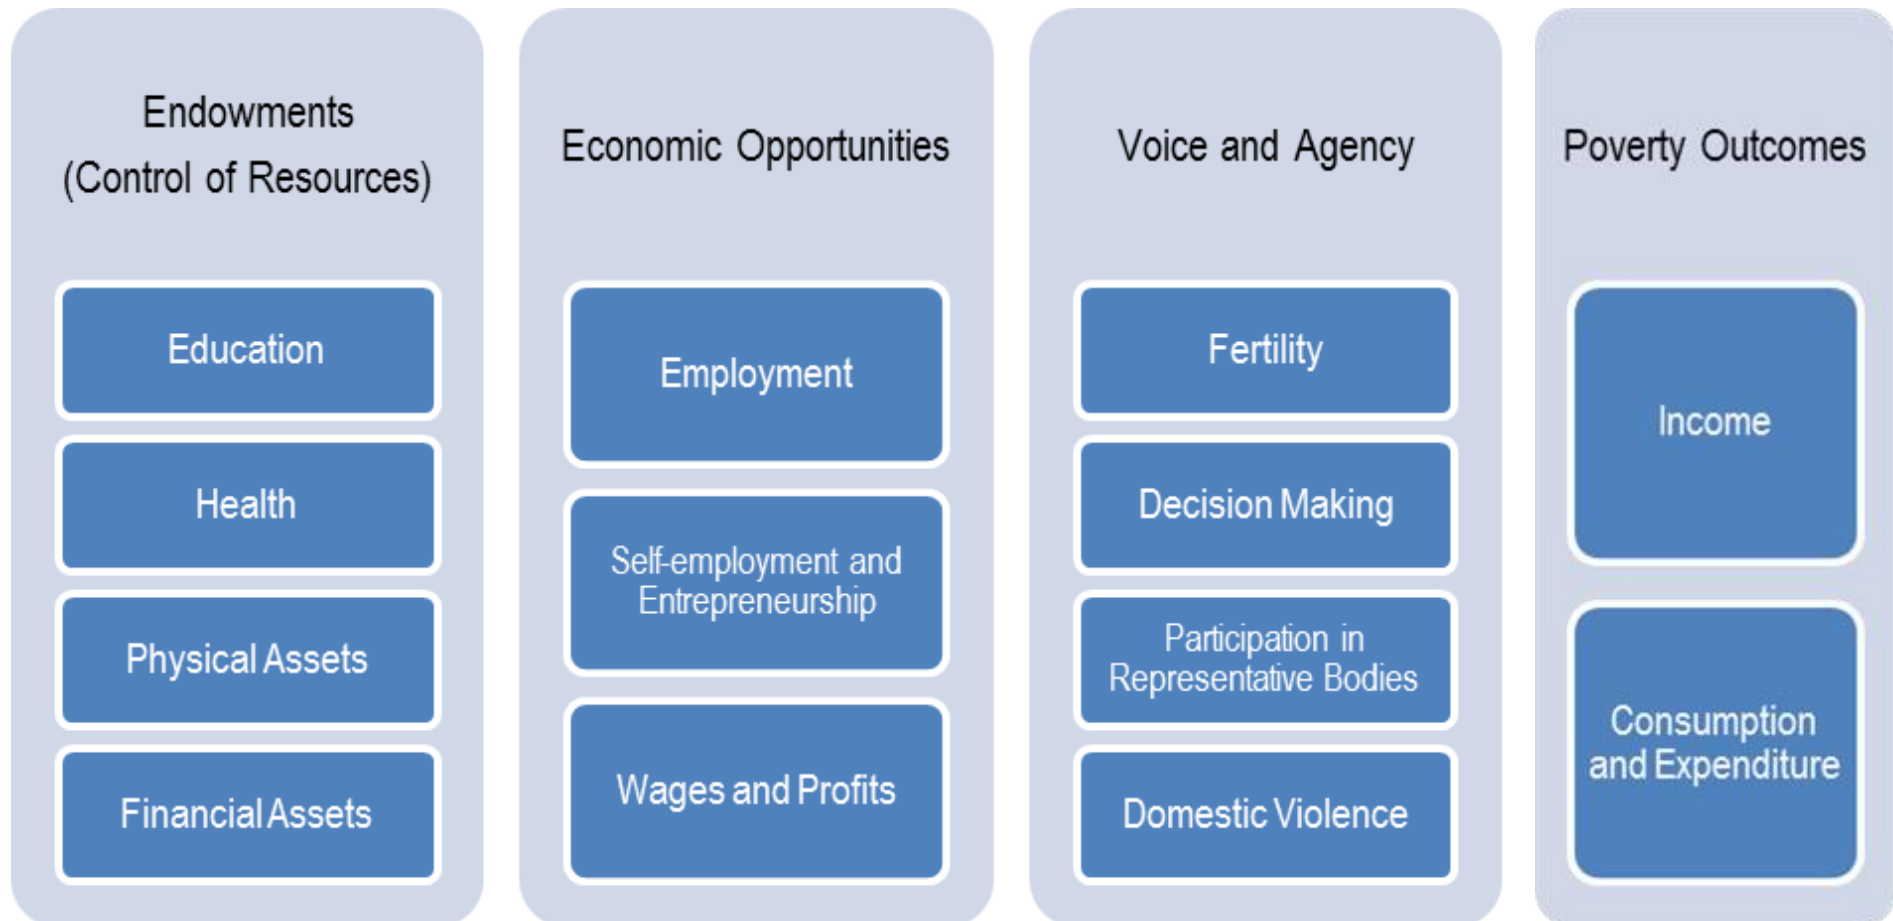 Endowments
(Control of Resources)
Education
Health
Physical Assets
Financial Assets
Economic Opportunities
Employment
Self-employment and
Entrepreneurship
Wages and Profits
Voice and Agency
Fertility
Decision Making
Participation in
Representative Bodies
Domestic Violence
Poverty Outcomes
Income
Consumption
and Expenditure